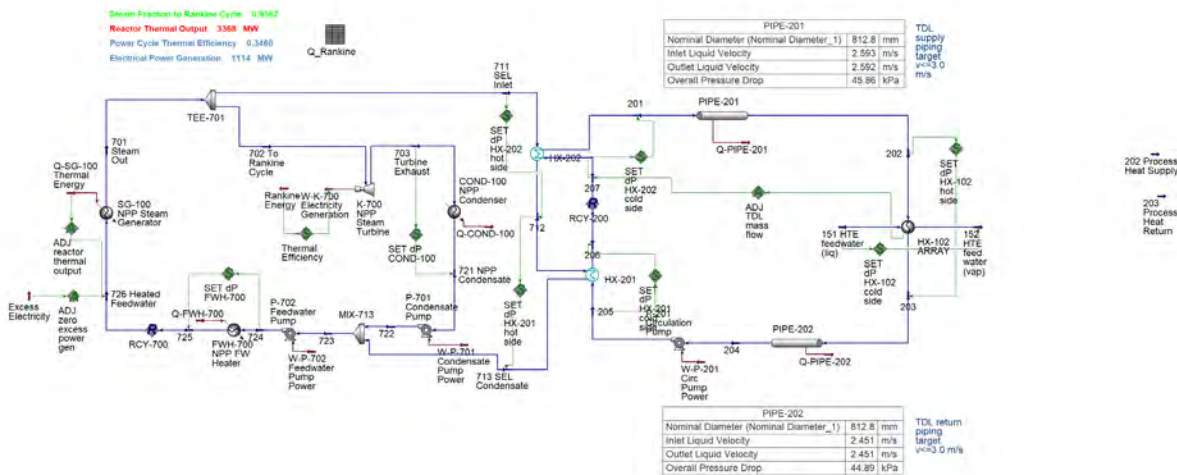 Steam Fraction to Rankine Cycle 0.9162
Reactor Thermal Output 3368 MW
Power Cycle Thermal Efficiency 0.3460
Electrical Power Generation 1114 MW
Q_Rankine
PIPE-201
Nominal Diameter (Nominal Diameter_1) 812.8 mm
Inlet Liquid Velocity 2.593 m/s
Outlet Liquid Velocity 2.592 m/s
Overall Pressure Drop 45.86 kPa
TDL
supply
piping
target
v<=3.0
m/s
711
SEL
Inlet
TEE-701
701
Steam
Out
702 To
Rankine
Cycle
703
Turbine
Exhaust
SET
dP
HX-202
hot
side
HX-202
201
SET
dP
HX-202
cold
side
PIPE-201
Q-PIPE-201
202
SET
dP
HX-102
hot
side
202 Process
Heat Supply
203
Process
Heat
Return
Q-SG-100
Thermal
Energy
SG-100
NPP Steam
Generator
Rankine
Energy
W-K-700
Electricity
Generation
K-700
NPP
Steam
Turbine
COND-100
NPP
Condenser
Q-COND-100
Thermal
Efficiency
SET dP
COND-100
207
RCY-200
712
206
ADJ
TDL
mass
flow
151 HTE
feedwater
(liq)
HX-102
ARRAY
152
HTE
feed
water
(vap)
SET
dP
HX-102
cold
side
ADJ
reactor
thermal
output
721 NPP
Condensate
HX-201
205
SET
dP
HX-201
cold
side
203
Excess
Electricity
ADJ
zero
excess
power
gen
726 Heated
Feedwater
SET dP
FWH-700
Q-FWH-700
RCY-700
725
FWH-700
NPP FW
Heater
724
P-702
Feedwater
Pump
W-P-702
Feedwater
Pump
Power
723
MIX-713
722
P-701
Condensate
Pump
W-P-701
Condensate
Pump
Power
713 SEL
Condensate
SET
dP
HX-201
hot
side
P-201
Circulation
Pump
W-P-201
Circ
Pump
Power
204
PIPE-202
Q-PIPE-202
PIPE-202
Nominal Diameter (Nominal Diameter_1) 812.8 mm
Inlet Liquid Velocity 2.451 m/s
Outlet Liquid Velocity 2.451 m/s
Overall Pressure Drop 44.89 kPa
TDL return
piping
target
v<=3.0 m/s